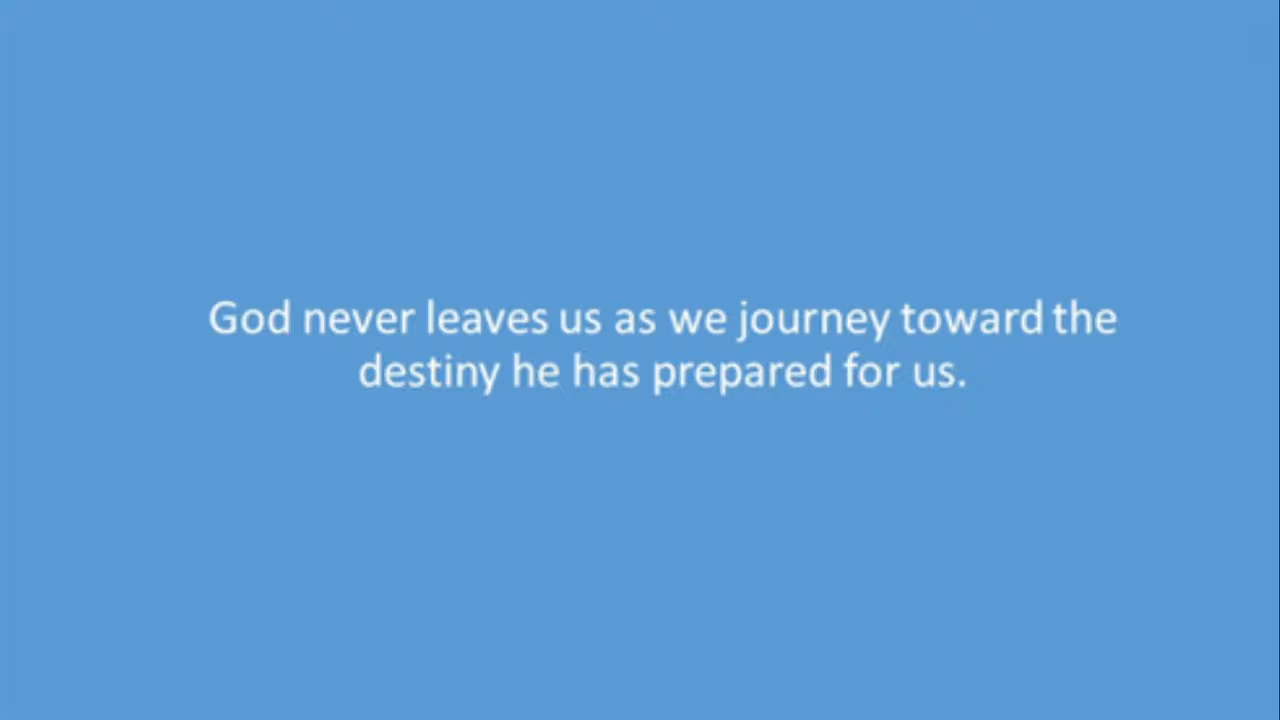 God never leaves us as we journey toward the
destiny he has prepared for us.